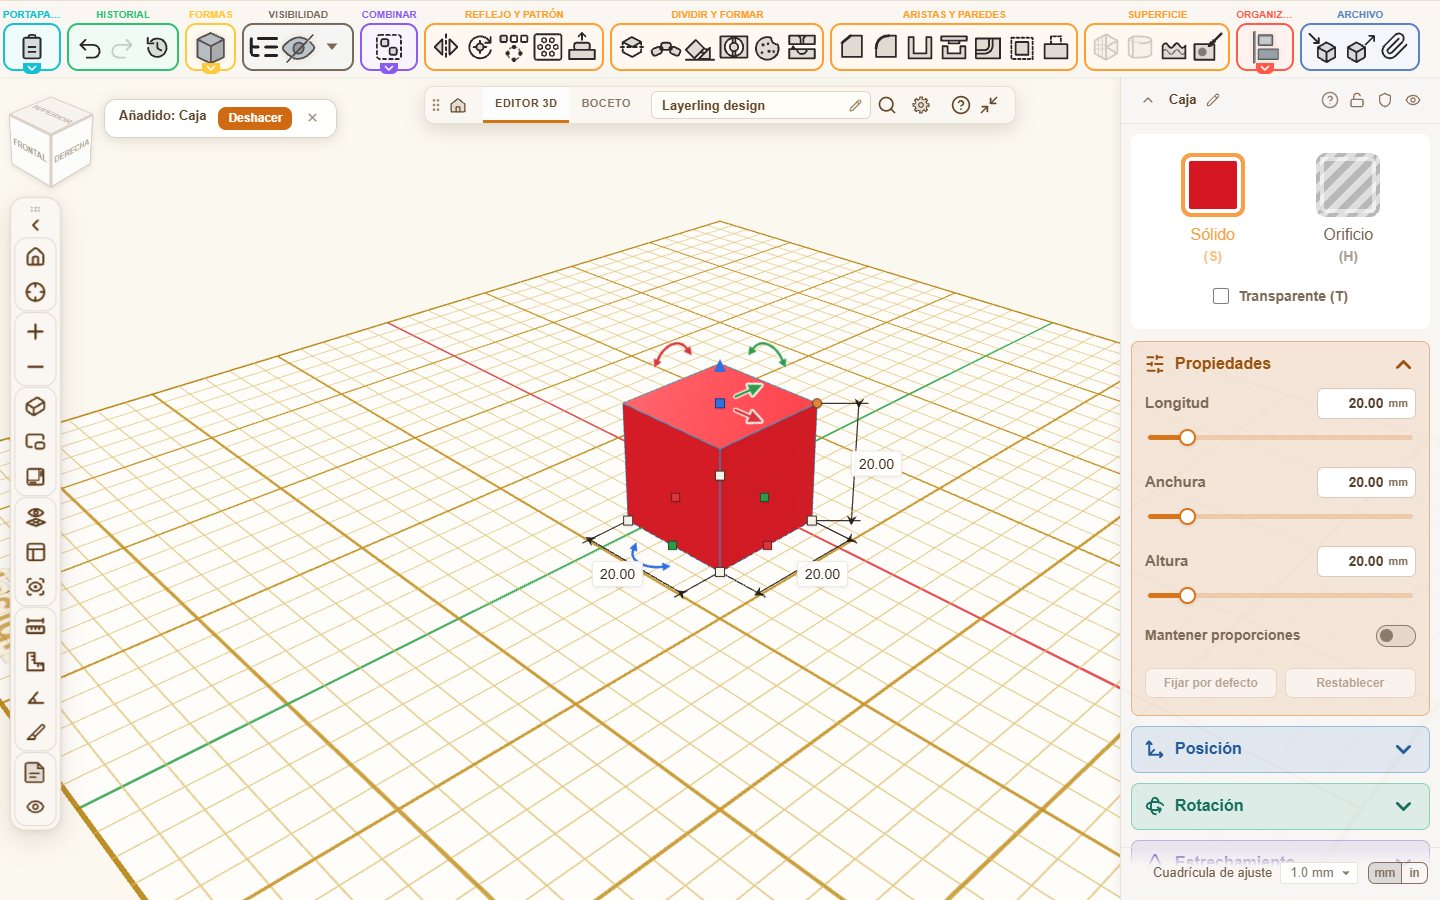 PORTAPA...
HISTORIAL
FORMAS
VISIBILIDAD
COMBINAR
REFLEJO Y PATRÓN
DIVIDIR Y FORMAR
ARISTAS Y PAREDES
SUPERFICIE
ORGANIZ...
ARCHIVO
SUPERIOR
FRONTAL
DERECHA
Añadido: Caja
Deshacer
EDITOR 3D
BOCETO
Layerling design
Caja
Sólido
(S)
Orificio
(H)
Transparente (T)
Propiedades
Longitud
20.00 mm
Anchura
20.00 mm
Altura
20.00 mm
Mantener proporciones
Fijar por defecto
Restablecer
Posición
Rotación
Estrechamiento
Cuadrícula de ajuste
1.0 mm
mm
in
20.00
20.00
20.00